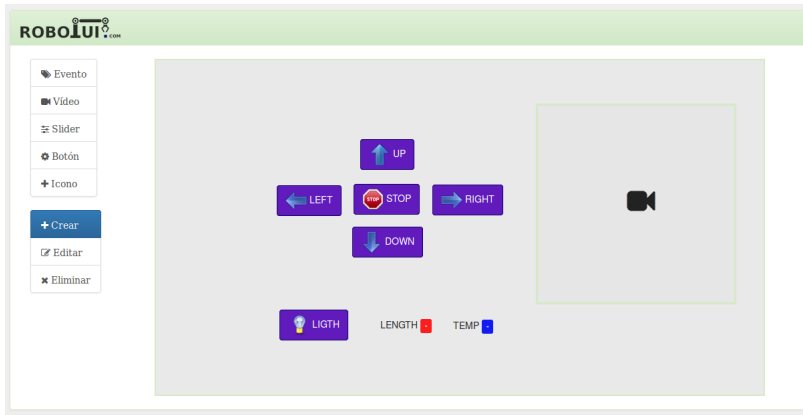 ROBOTUI.COM
Evento
Vídeo
Slider
Botón
Icono
Crear
Editar
Eliminar
UP
LEFT
STOP STOP
RIGHT
DOWN
LIGTH
LENGTH -
TEMP -